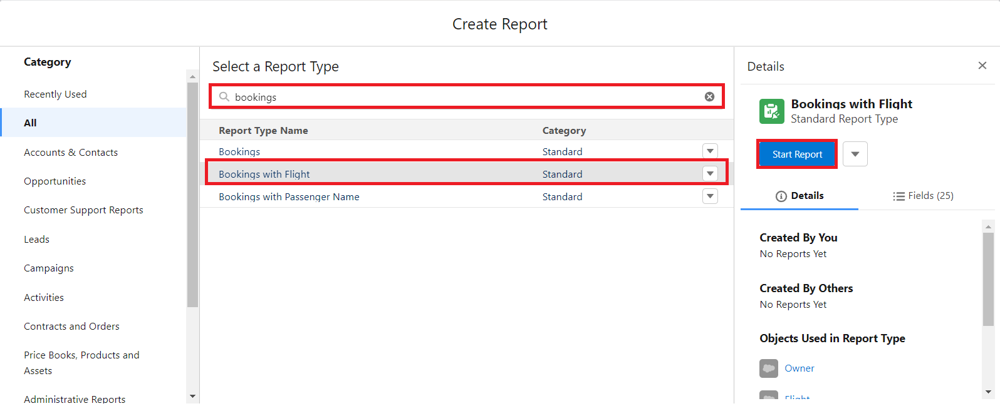 Create Report
Category
Recently Used
All
Accounts & Contacts
Opportunities
Customer Support Reports
Leads
Campaigns
Activities
Contracts and Orders
Price Books, Products and
Assets
Administrative Reports
Select a Report Type
bookings
Report Type Name Category
Bookings Standard
Bookings with Flight Standard
Bookings with Passenger Name Standard
Details
Bookings with Flight
Standard Report Type
Start Report
Details Fields (25)
Created By You
No Reports Yet
Created By Others
No Reports Yet
Objects Used in Report Type
Owner
Flight